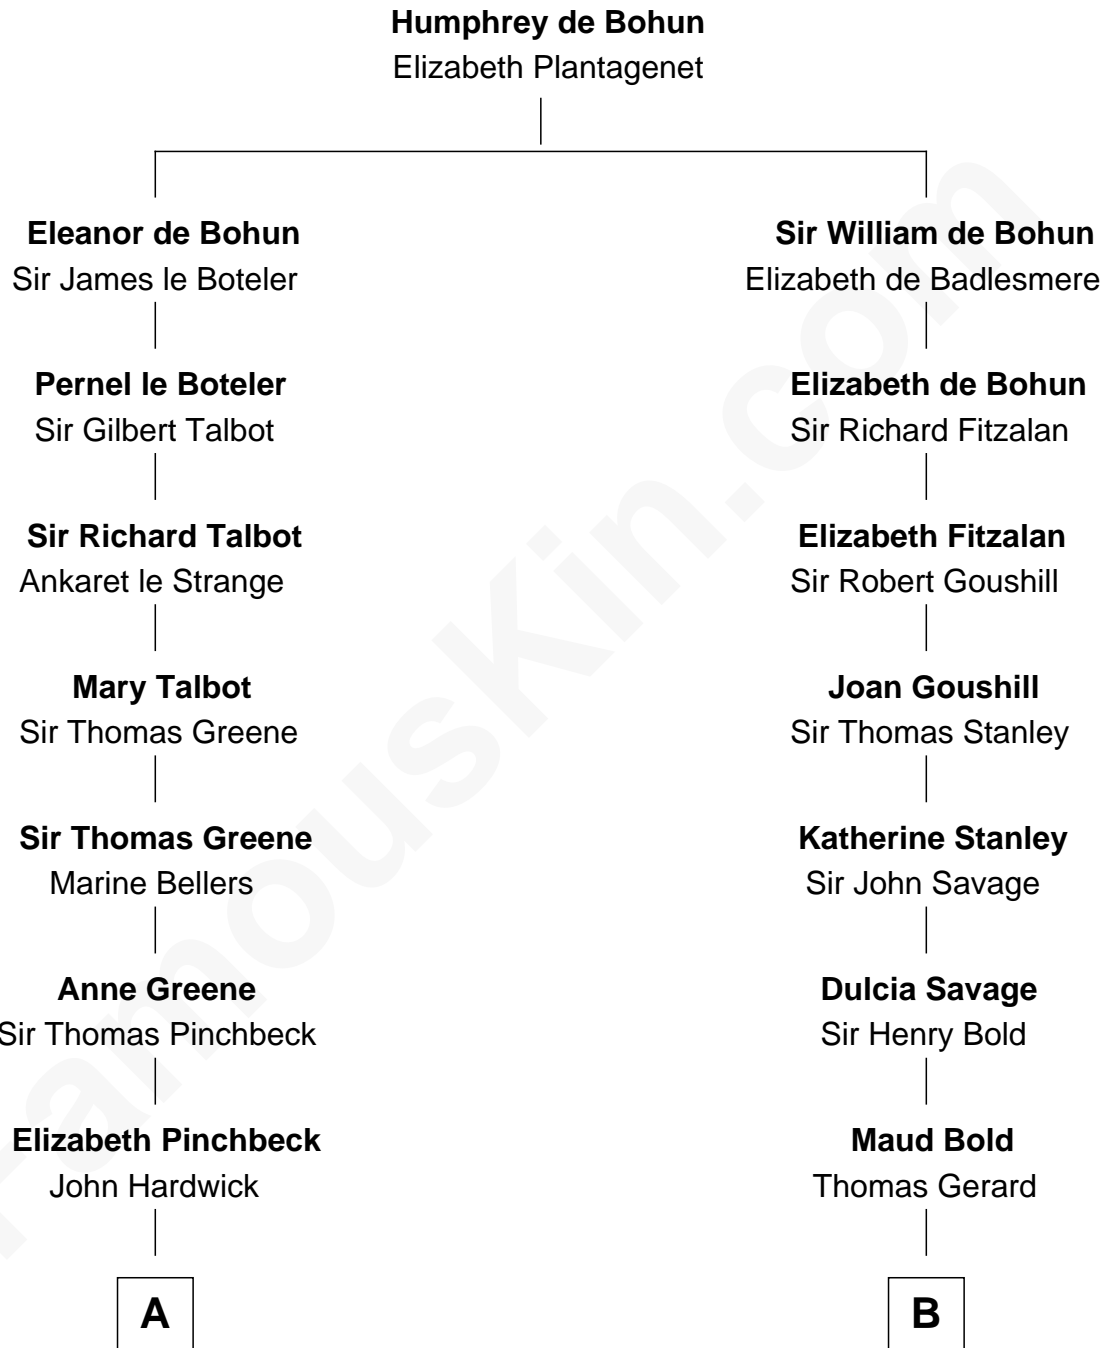 Humphrey de Bohun
Elizabeth Plantagenet
Eleanor de Bohun
Sir James le Boteler
Sir William de Bohun
Elizabeth de Badlesmere
Pernel le Boteler
Sir Gilbert Talbot
Elizabeth de Bohun
Sir Richard Fitzalan
Sir Richard Talbot
Ankaret le Strange
Elizabeth Fitzalan
Sir Robert Goushill
Mary Talbot
Sir Thomas Greene
Joan Goushill
Sir Thomas Stanley
Sir Thomas Greene
Marine Bellers
Katherine Stanley
Sir John Savage
Anne Greene
Sir Thomas Pinchbeck
Dulcia Savage
Sir Henry Bold
Elizabeth Pinchbeck
John Hardwick
Maud Bold
Thomas Gerard
A
B
FamousKin.com